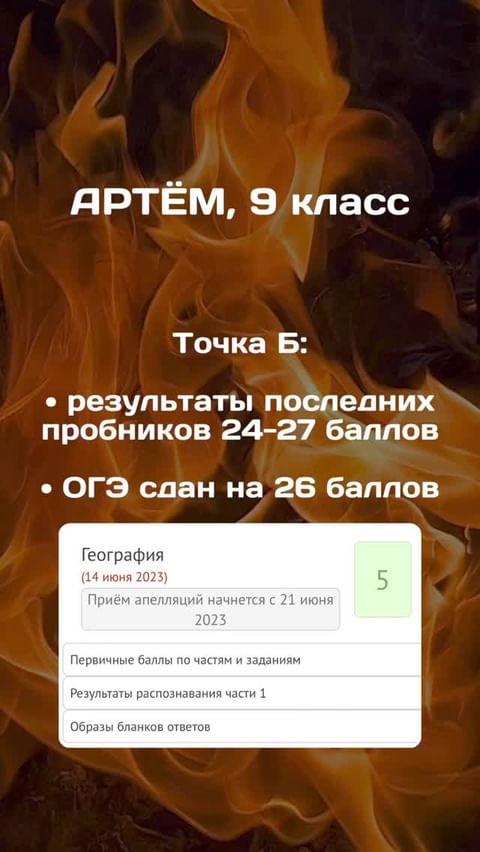 АРТЁМ, 9 класс
Точка Б:
• результаты последних
пробников 24-27 баллов
• ОГЭ сдан на 26 баллов
География
(14 июня 2023)
5
Приём апелляций начнется с 21 июня
2023
Первичные баллы по частям и заданиям
Результаты распознавания части 1
Образы бланков ответов